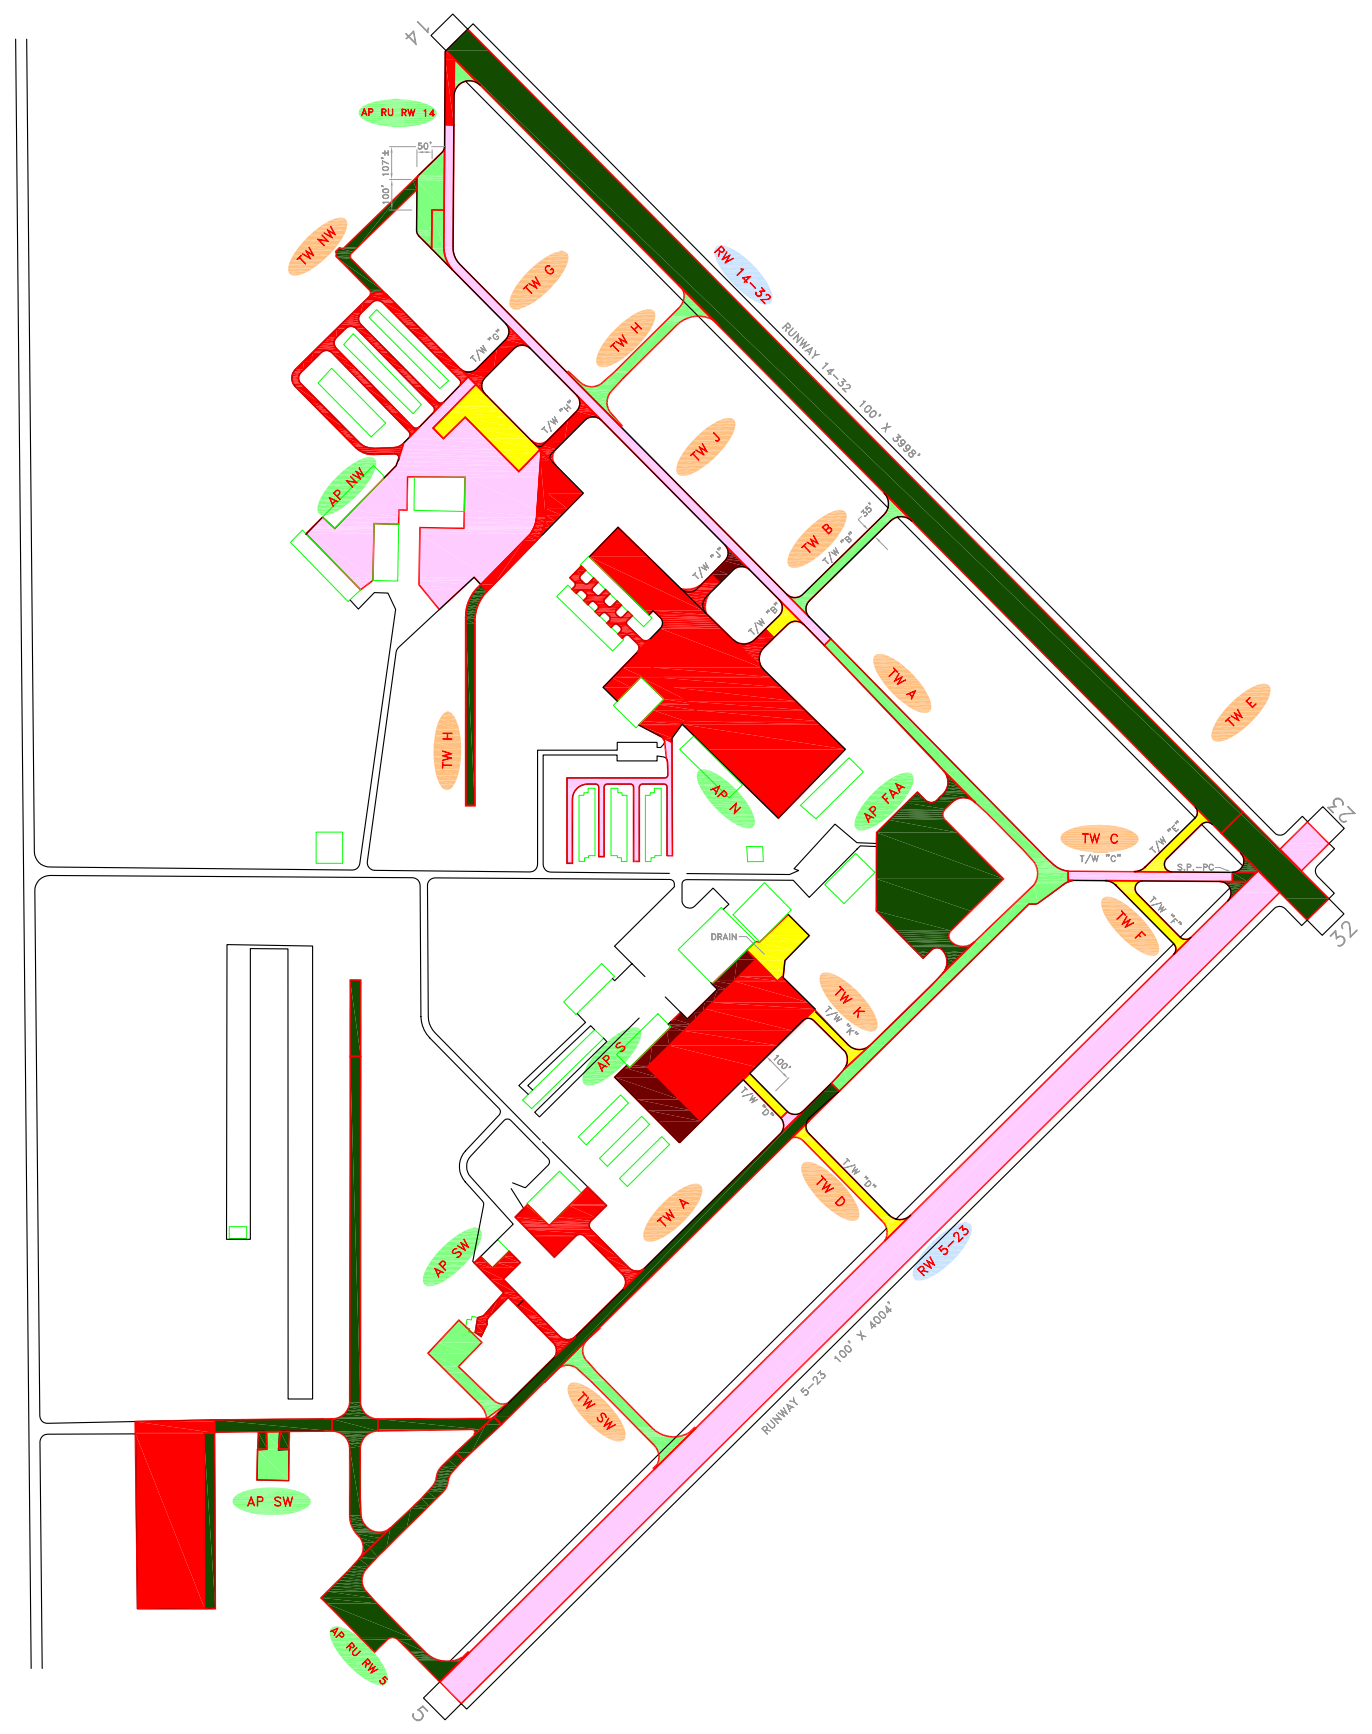 14
AP RU RW 14
50'
107'±
100'
TW NW
RW 14-32
TW G
TW H
T/W "G"
RUNWAY 14-32   100' X 3998'
T/W "H"
TW J
AP NW
35'
TW B
T/W "B"
T/W "J"
T/W "B"
TW A
TW E
TW H
AP N
AP FAA
23
TW C
T/W "E"
T/W "C"
S.P.-PC
T/W "F"
TW F
32
DRAIN
TW K
T/W "K"
AP S
100'
T/W "D"
T/W "D"
TW D
TW A
AP SW
RW 5-23
RUNWAY 5-23   100' X 4004'
TW SW
AP SW
AP RU RW 5
5